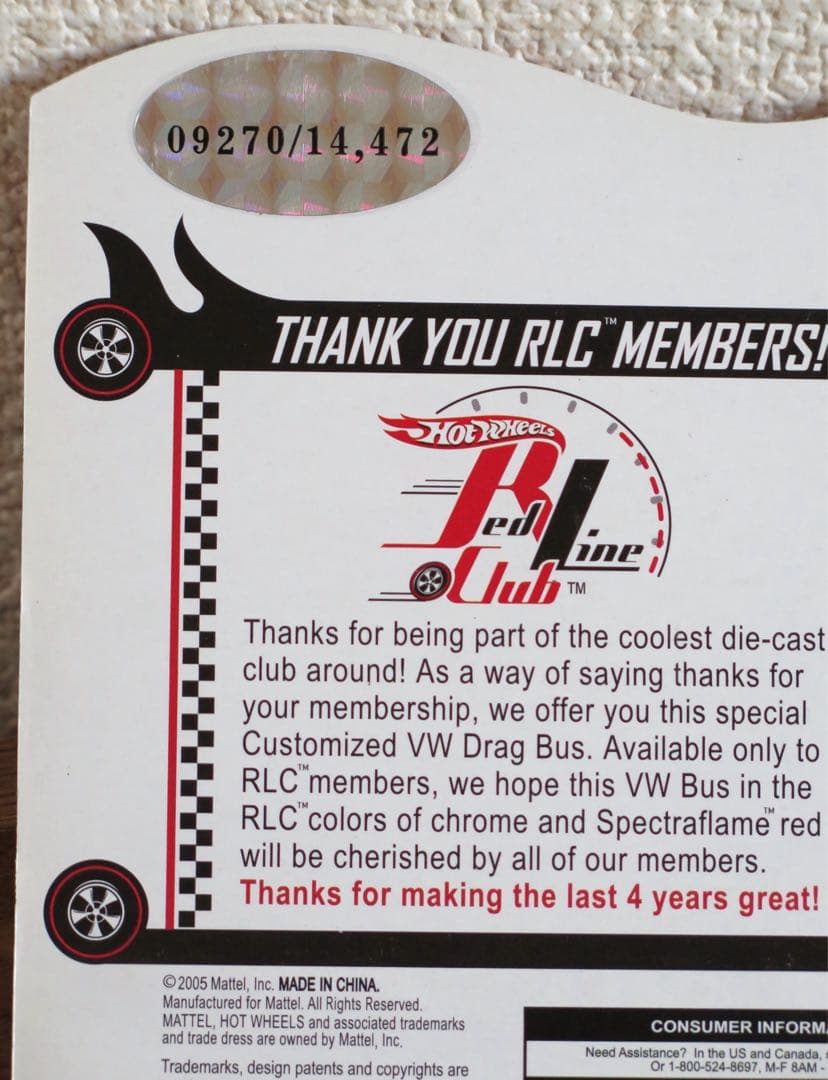 09270/14,472
THANK YOU RLC™ MEMBERS!
HOT WHEELS
Red Line
Club™
Thanks for being part of the coolest die-cast
club around! As a way of saying thanks for
your membership, we offer you this special
Customized VW Drag Bus. Available only to
RLC™ members, we hope this VW Bus in the
RLC™ colors of chrome and Spectraflame™ red
will be cherished by all of our members.
Thanks for making the last 4 years great!
©2005 Mattel, Inc. MADE IN CHINA.
Manufactured for Mattel. All Rights Reserved.
MATTEL, HOT WHEELS and associated trademarks
and trade dress are owned by Mattel, Inc.
Trademarks, design patents and copyrights are
CONSUMER INFORM
Need Assistance? In the US and Canada,
Or 1-800-524-8697, M-F 8AM -